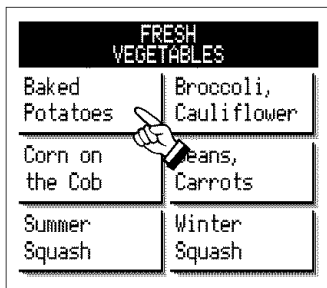 FRESH
VEGETABLES
Baked
Potatoes
Broccoli,
Cauliflower
Corn on
the Cob
Beans,
Carrots
Summer
Squash
Winter
Squash